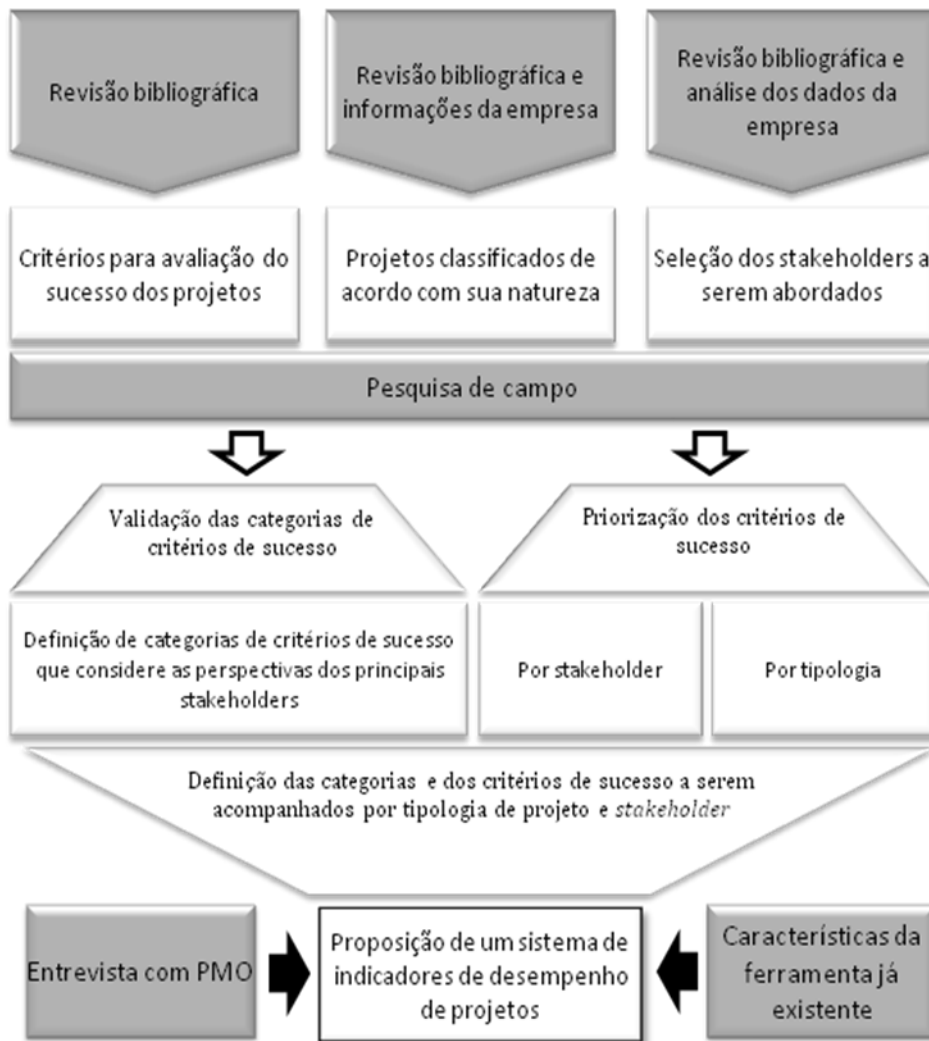 Revisão bibliográfica
Revisão bibliográfica e
informações da empresa
Revisão bibliográfica e
análise dos dados da
empresa
Critérios para avaliação do
sucesso dos projetos
Projetos classificados de
acordo com sua natureza
Seleção dos stakeholders a
serem abordados
Pesquisa de campo
Validação das categorias de
critérios de sucesso
Priorização dos critérios de
sucesso
Definição de categorias de critérios de sucesso
que considere as perspectivas dos principais
stakeholders
Por stakeholder
Por tipologia
Definição das categorias e dos critérios de sucesso a serem
acompanhados por tipologia de projeto e stakeholder
Entrevista com PMO
Proposição de um sistema de
indicadores de desempenho
de projetos
Características da
ferramenta já
existente